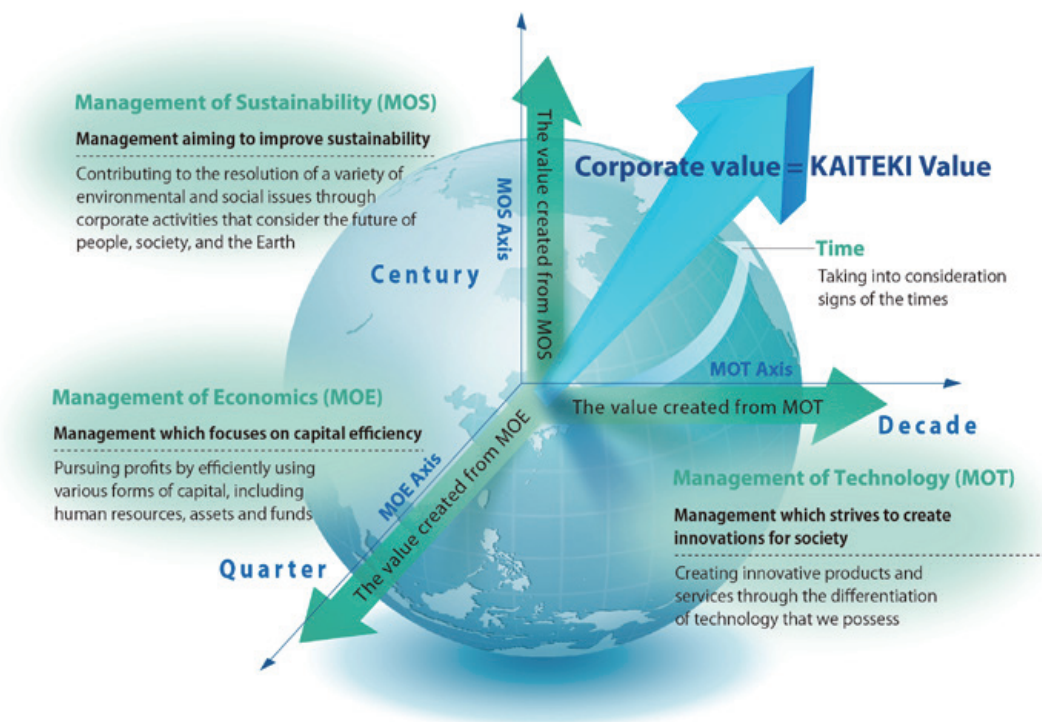 Management of Sustainability (MOS)
Management aiming to improve sustainability
Contributing to the resolution of a variety of
environmental and social issues through
corporate activities that consider the future of
people, society, and the Earth
Century
MOS Axis
The value created from MOS
Corporate value = KAITEKI Value
Time
Taking into consideration
signs of the times
MOT Axis
The value created from MOT
Decade
Management of Economics (MOE)
Management which focuses on capital efficiency
Pursuing profits by efficiently using
various forms of capital, including
human resources, assets and funds
MOE Axis
The value created from MOE
Quarter
Management of Technology (MOT)
Management which strives to create
innovations for society
Creating innovative products and
services through the differentiation
of technology that we possess